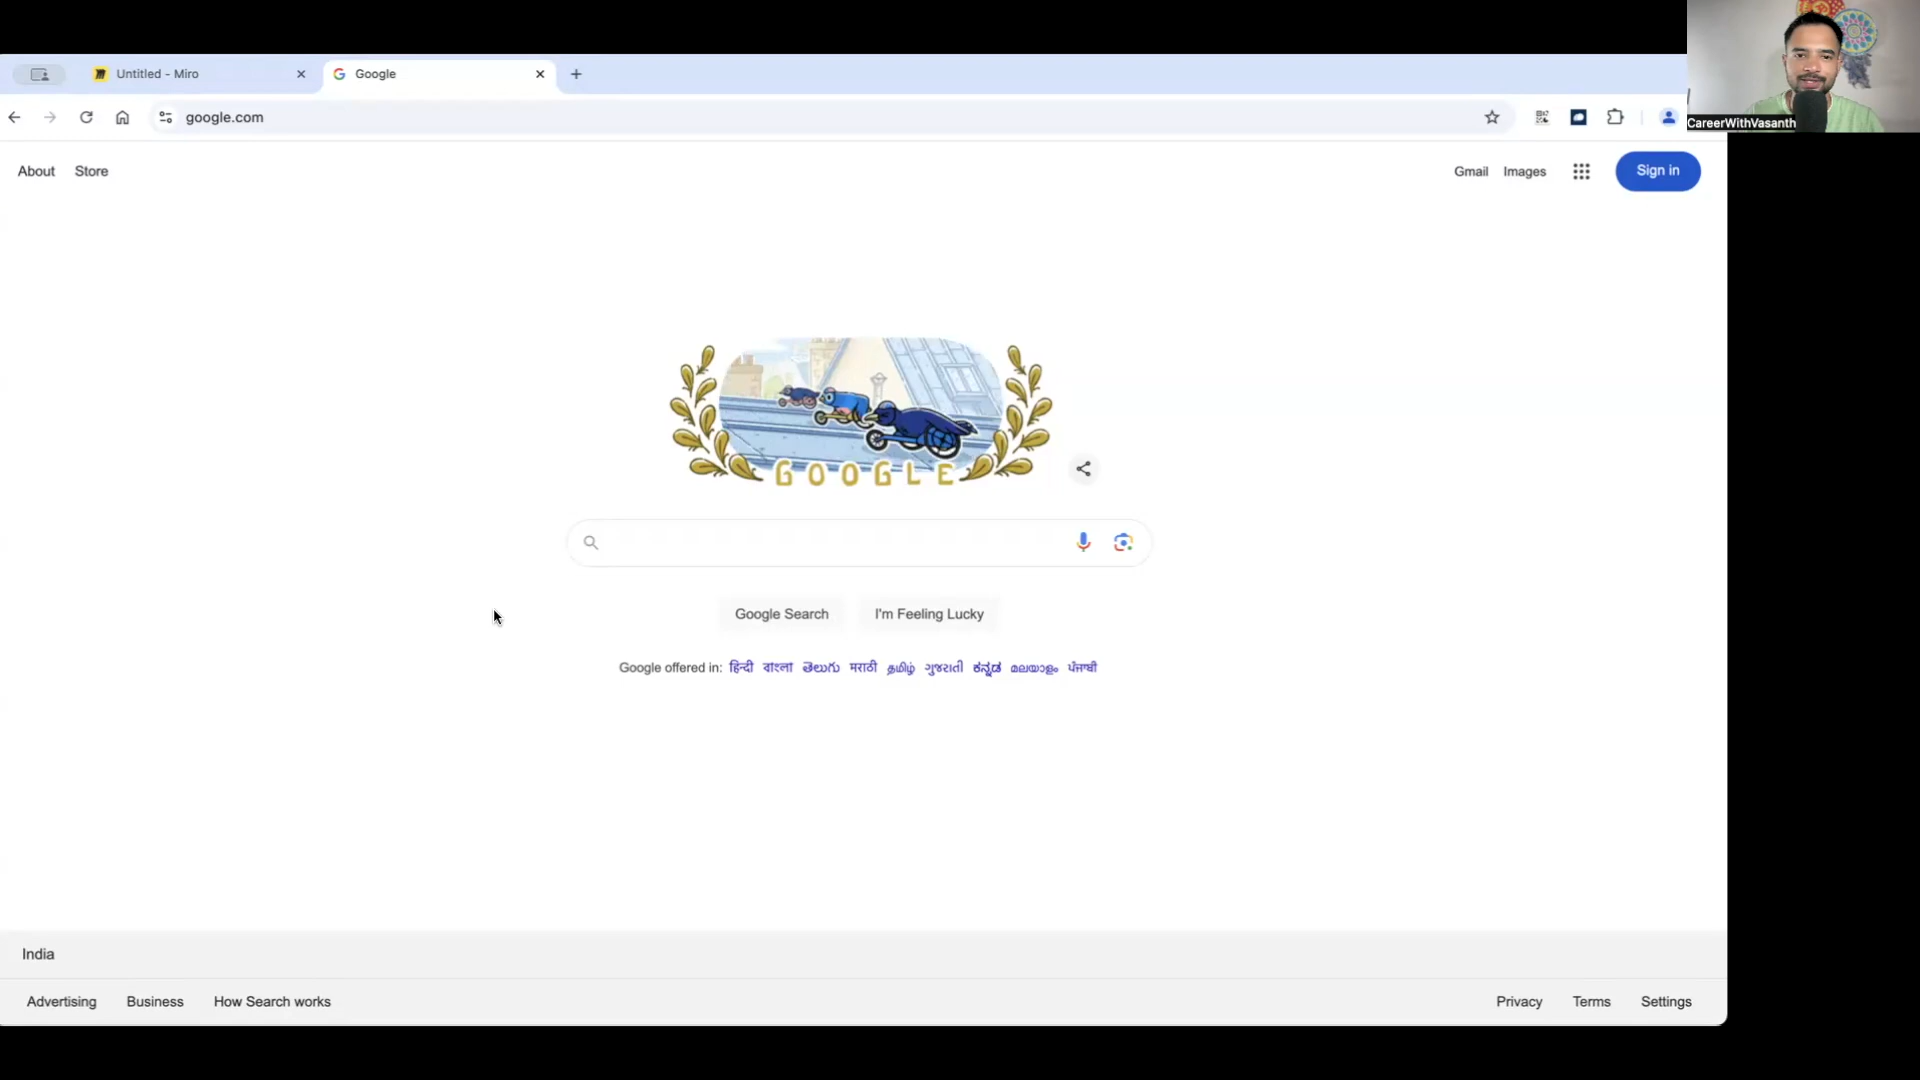 Untitled - Miro
Google
google.com
CareerWithVasanth
About Store
Gmail Images Sign in
GOOGLE
Google Search I'm Feeling Lucky
Google offered in: हिन्दी বাংলা తెలుగు मराठी தமிழ் ગુજરાતી ಕನ್ನಡ മലയാളം ਪੰਜਾਬੀ
India
Advertising Business How Search works
Privacy Terms Settings